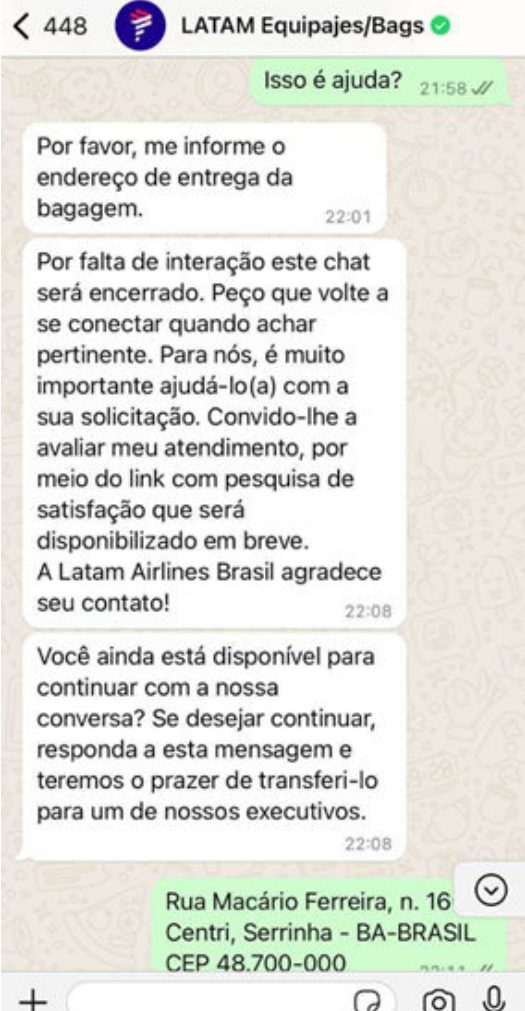 448
LATAM Equipajes/Bags
Isso é ajuda? 21:58
Por favor, me informe o
endereço de entrega da
bagagem. 22:01
Por falta de interação este chat
será encerrado. Peço que volte a
se conectar quando achar
pertinente. Para nós, é muito
importante ajudá-lo(a) com a
sua solicitação. Convido-lhe a
avaliar meu atendimento, por
meio do link com pesquisa de
satisfação que será
disponibilizado em breve.
A Latam Airlines Brasil agradece
seu contato! 22:08
Você ainda está disponível para
continuar com a nossa
conversa? Se desejar continuar,
responda a esta mensagem e
teremos o prazer de transferi-lo
para um de nossos executivos.
22:08
Rua Macário Ferreira, n. 16
Centri, Serrinha - BA-BRASIL
CEP 48.700-000